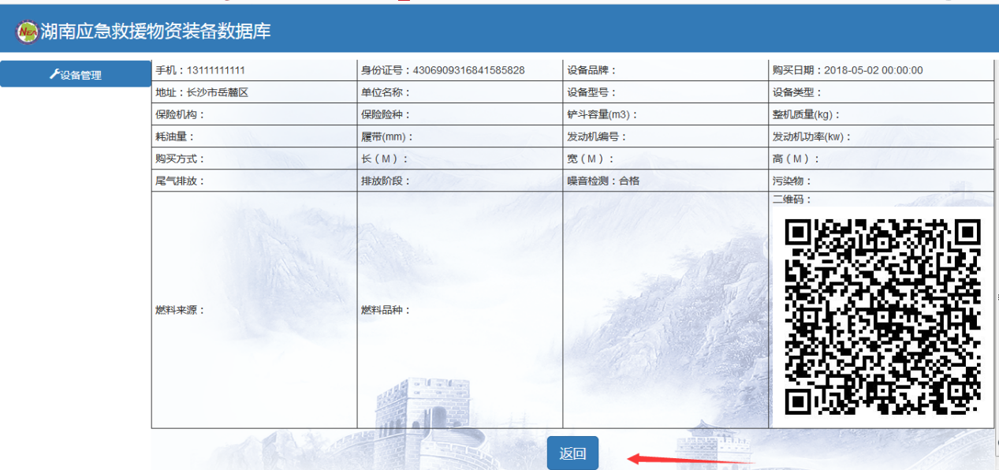 NEA 湖南应急救援物资装备数据库
设备管理
手机：13111111111 身份证号：4306909316841585828 设备品牌： 购买日期：2018-05-02 00:00:00
地址：长沙市岳麓区 单位名称： 设备型号： 设备类型：
保险机构： 保险险种： 铲斗容量(m3)： 整机质量(kg)：
耗油量： 履带(mm)： 发动机编号： 发动机功率(kw)：
购买方式： 长（M）： 宽（M）： 高（M）：
尾气排放： 排放阶段： 噪音检测：合格 污染物：
二维码：
燃料来源： 燃料品种：
返回